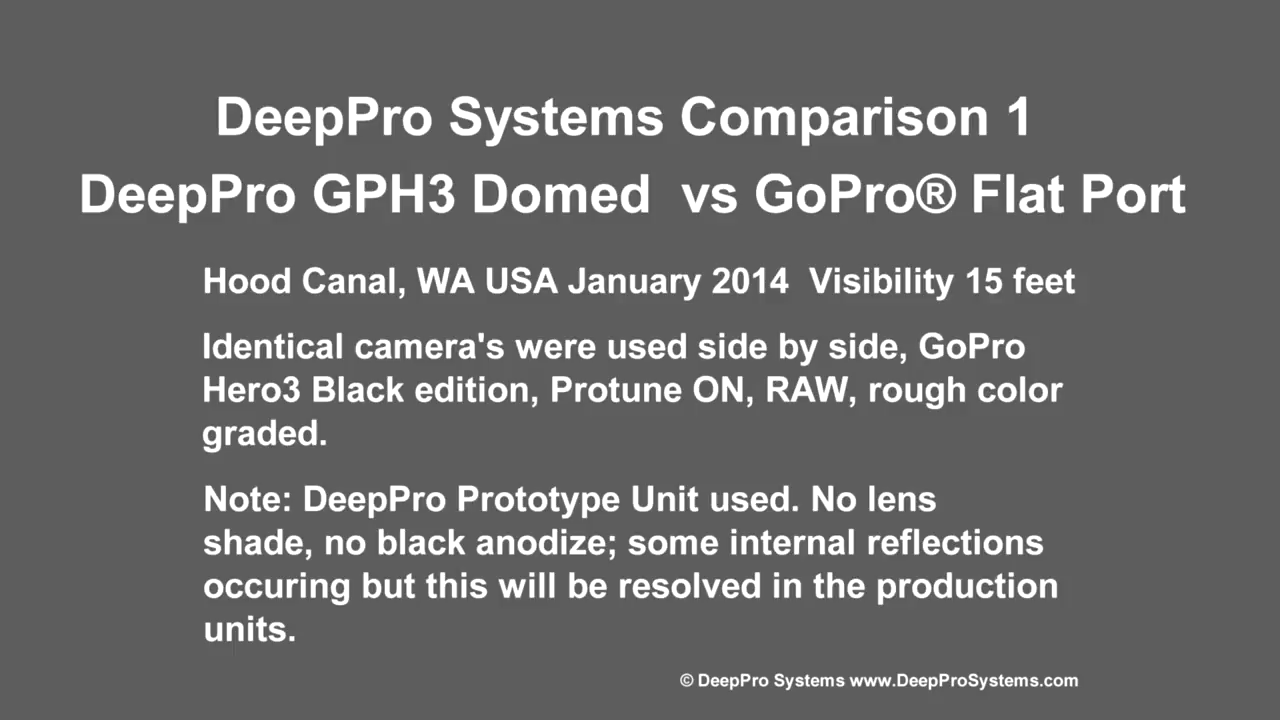 DeepPro Systems Comparison 1
DeepPro GPH3 Domed  vs GoPro® Flat Port
Hood Canal, WA USA January 2014  Visibility 15 feet
Identical camera's were used side by side, GoPro
Hero3 Black edition, Protune ON, RAW, rough color
graded.
Note: DeepPro Prototype Unit used. No lens
shade, no black anodize; some internal reflections
occuring but this will be resolved in the production
units.
© DeepPro Systems www.DeepProSystems.com